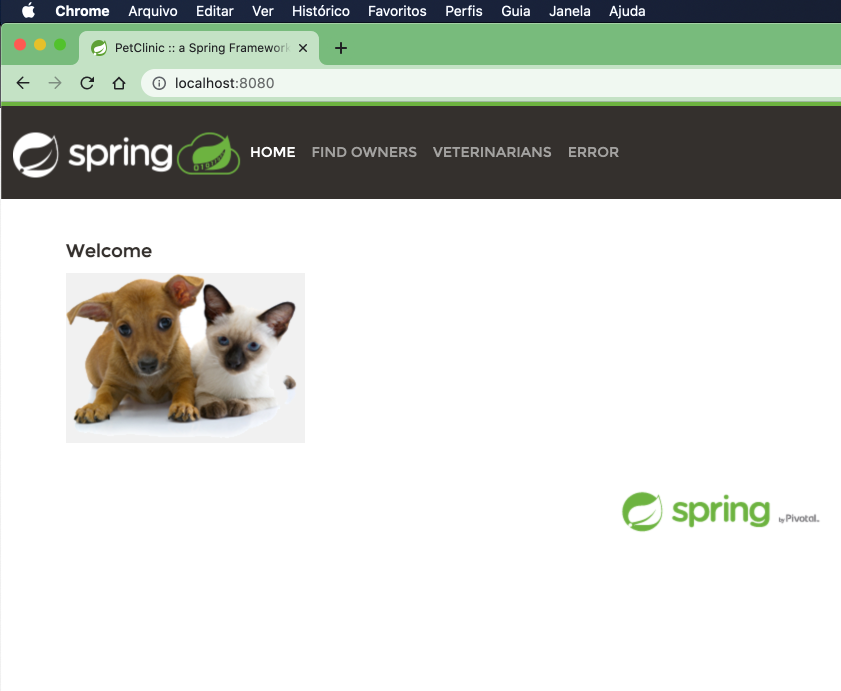 Chrome Arquivo Editar Ver Histórico Favoritos Perfis Guia Janela Ajuda
PetClinic :: a Spring Framework
localhost:8080
spring HOME FIND OWNERS VETERINARIANS ERROR
Welcome
spring by Pivotal.